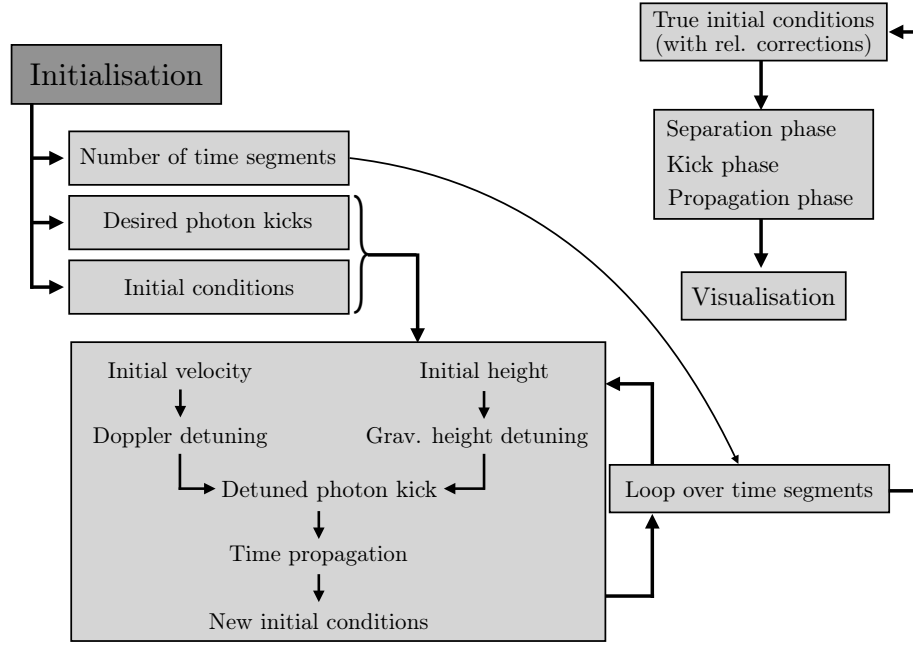 Initialisation
Number of time segments
Desired photon kicks
Initial conditions
True initial conditions
(with rel. corrections)
Separation phase
Kick phase
Propagation phase
Visualisation
Initial velocity
Initial height
Doppler detuning
Grav. height detuning
Detuned photon kick
Time propagation
New initial conditions
Loop over time segments